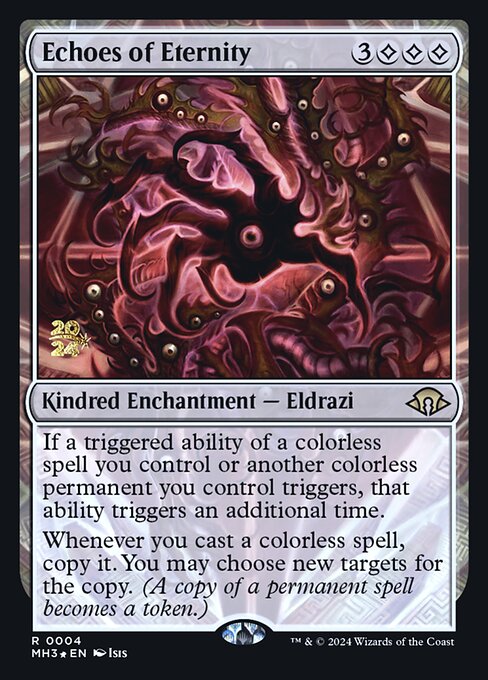 Echoes of Eternity 3
2024
Kindred Enchantment — Eldrazi
If a triggered ability of a colorless
spell you control or another colorless
permanent you control triggers, that
ability triggers an additional time.
Whenever you cast a colorless spell,
copy it. You may choose new targets for
the copy. (A copy of a permanent spell
becomes a token.)
R 0004
MH3★EN Isis
™ & © 2024 Wizards of the Coast